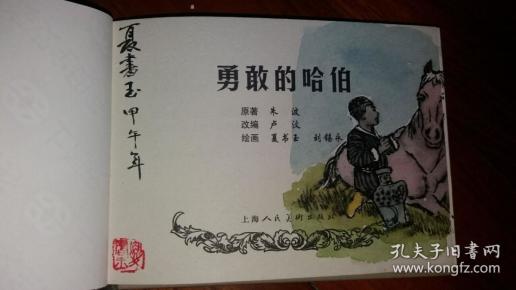 夏書玉甲午年
勇敢的哈伯
原著 朱波
改编 卢汶
绘画 夏书玉 刘锡永
上海人民美术出版社
孔夫子旧书网
www.kongfz.com